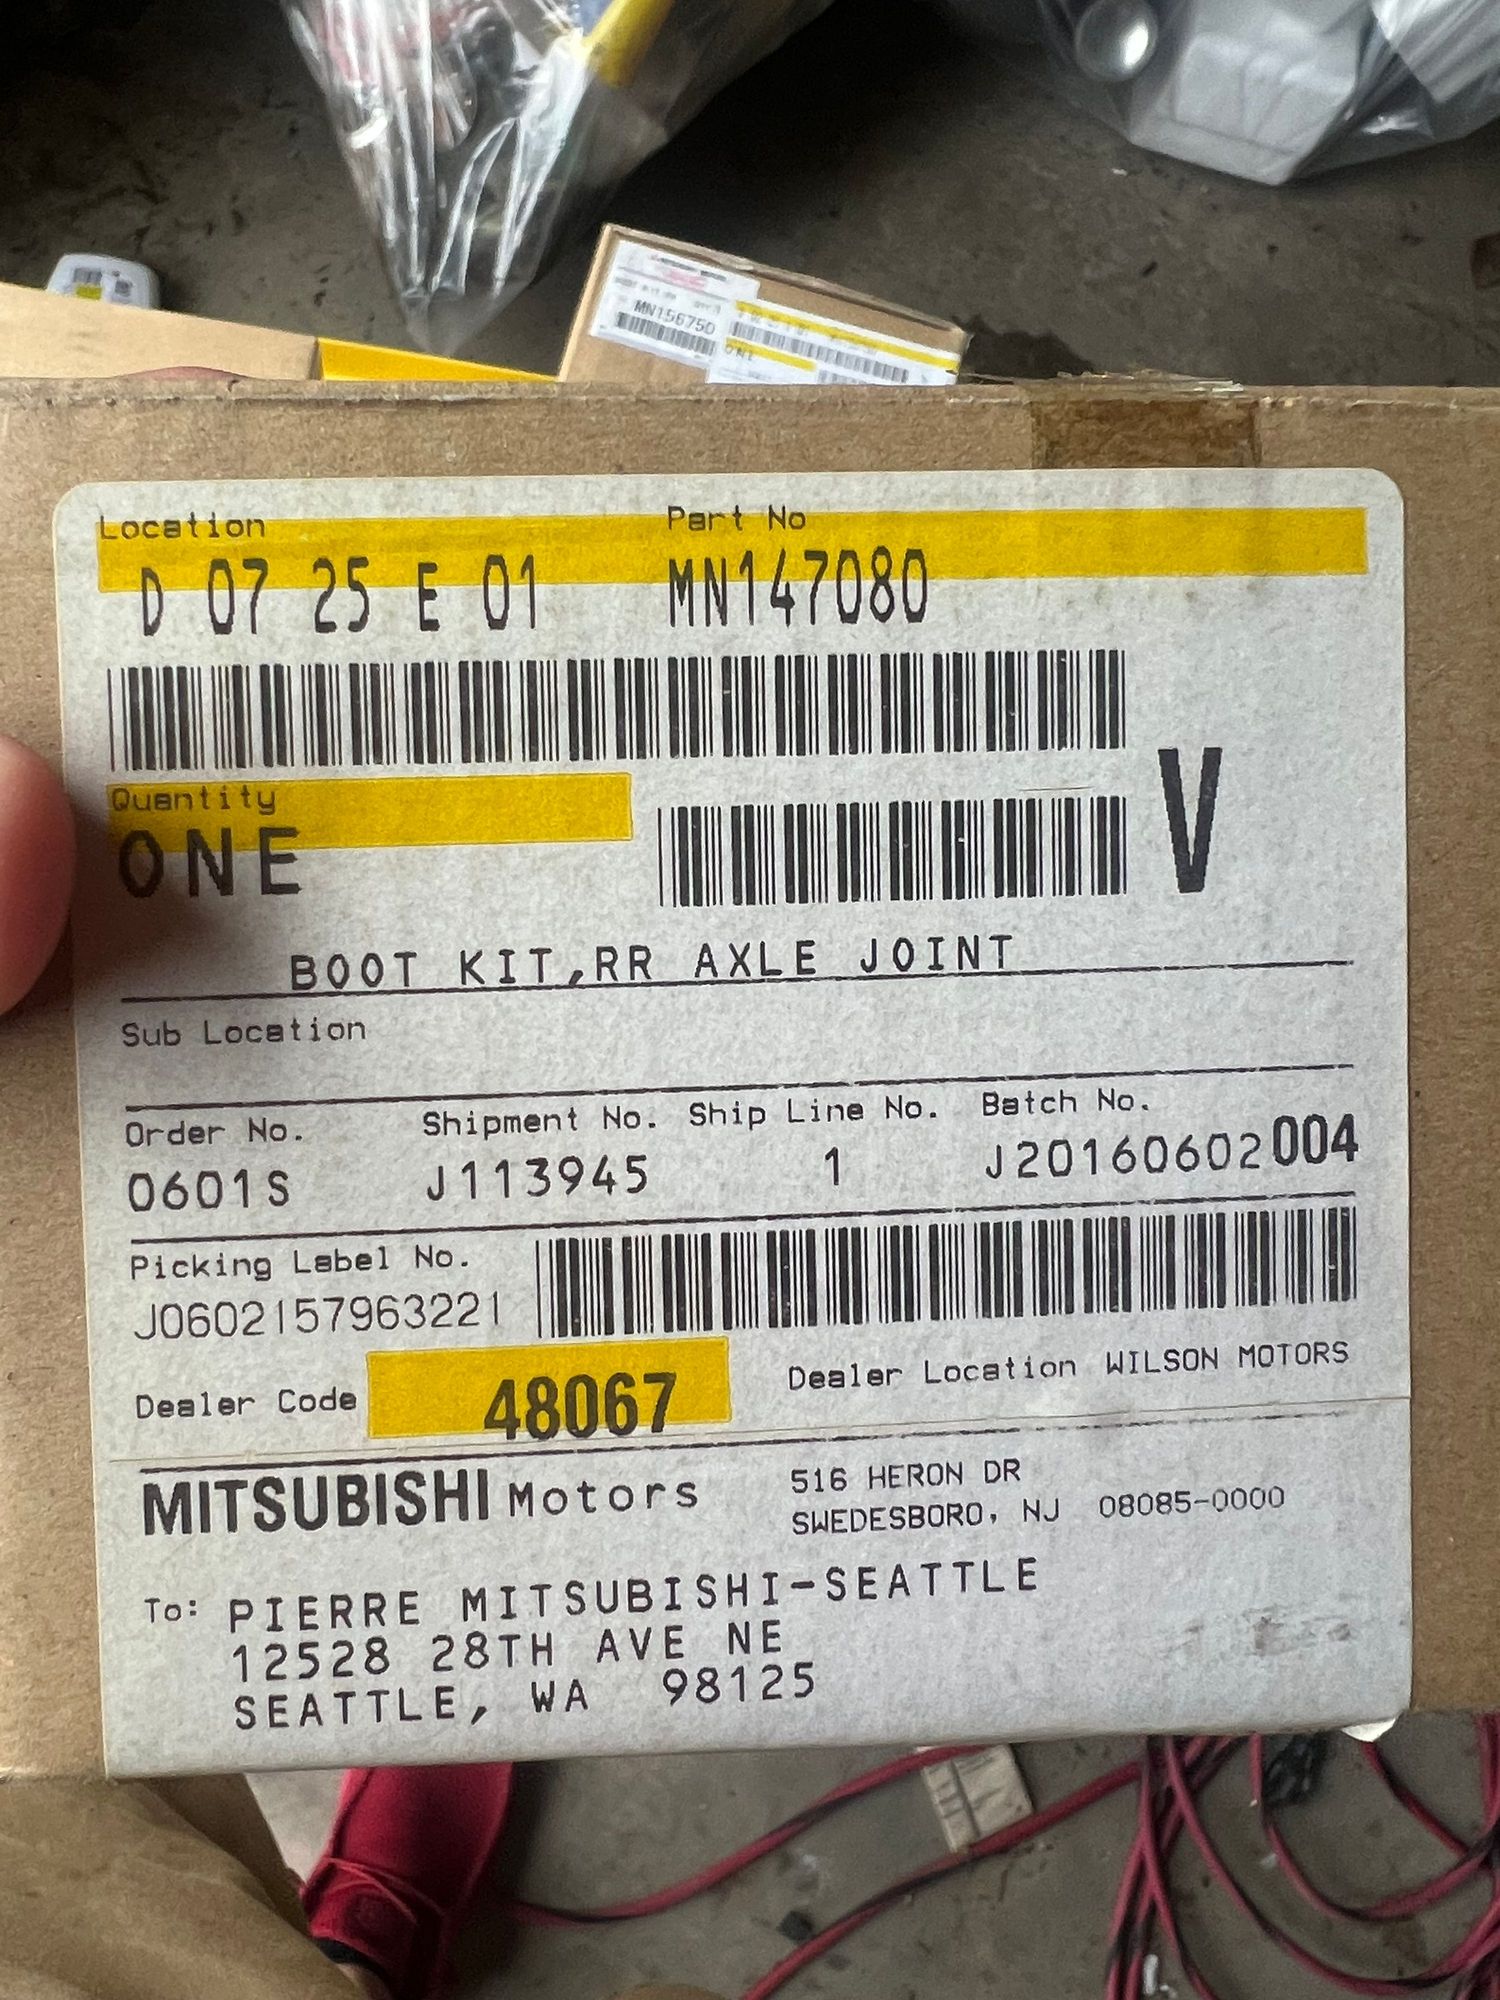 MN156750
ONE
Location
Part No
D 07 25 E 01
MN147080
Quantity
ONE
V
BOOT KIT,RR AXLE JOINT
Sub Location
Order No.
Shipment No.
Ship Line No.
Batch No.
0601S
J113945
1
J20160602004
Picking Label No.
J0602157963221
Dealer Code
48067
Dealer Location WILSON MOTORS
MITSUBISHI Motors
516 HERON DR
SWEDESBORO, NJ 08085-0000
To: PIERRE MITSUBISHI-SEATTLE
12528 28TH AVE NE
SEATTLE, WA 98125